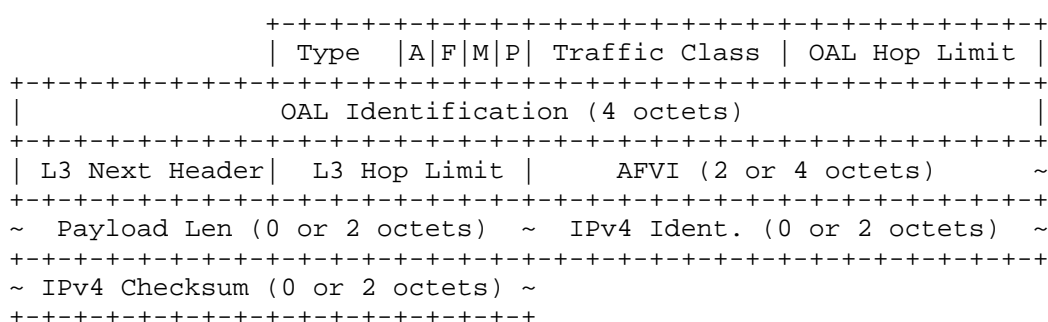 +-+-+-+-+-+-+-+-+-+-+-+-+-+-+-+-+-+-+-+-+-+-+-+-+
| Type  |A|F|M|P| Traffic Class | OAL Hop Limit |
+-+-+-+-+-+-+-+-+-+-+-+-+-+-+-+-+-+-+-+-+-+-+-+-+-+-+-+-+-+-+-+-+
|                OAL Identification (4 octets)                  |
+-+-+-+-+-+-+-+-+-+-+-+-+-+-+-+-+-+-+-+-+-+-+-+-+-+-+-+-+-+-+-+-+
| L3 Next Header|  L3 Hop Limit |     AFVI (2 or 4 octets)      ~
+-+-+-+-+-+-+-+-+-+-+-+-+-+-+-+-+-+-+-+-+-+-+-+-+-+-+-+-+-+-+-+-+
~  Payload Len (0 or 2 octets)  ~  IPv4 Ident. (0 or 2 octets)  ~
+-+-+-+-+-+-+-+-+-+-+-+-+-+-+-+-+-+-+-+-+-+-+-+-+-+-+-+-+-+-+-+-+
~ IPv4 Checksum (0 or 2 octets) ~
+-+-+-+-+-+-+-+-+-+-+-+-+-+-+-+-+